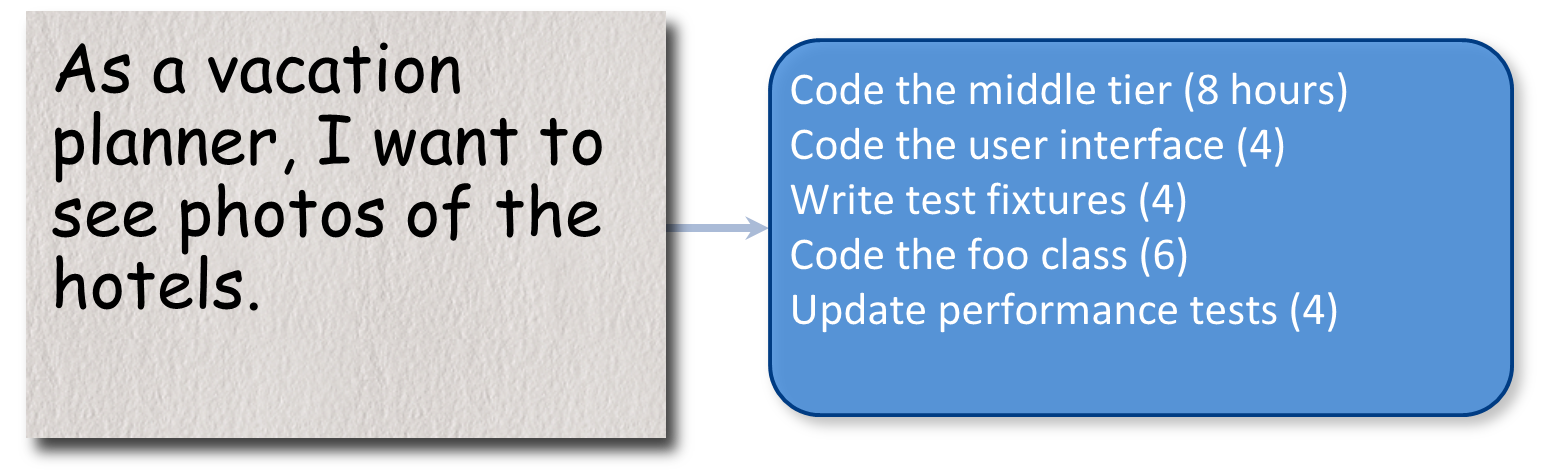 As a vacation
planner, I want to
see photos of the
hotels.
Code the middle tier (8 hours)
Code the user interface (4)
Write test fixtures (4)
Code the foo class (6)
Update performance tests (4)